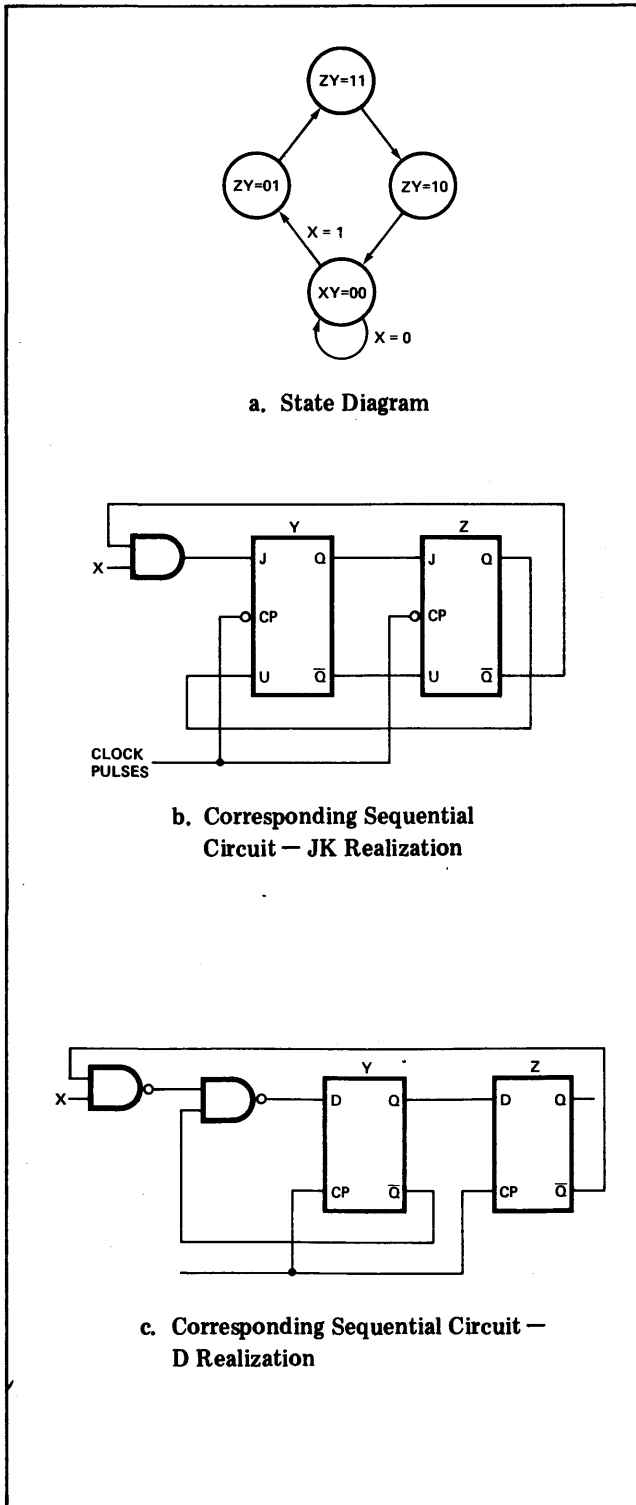 ZY=11
ZY=01
ZY=10
X = 1
XY=00
X = 0
a. State Diagram
Y
Z
X
J
Q
J
Q
CP
CP
U
Q̅
U
Q̅
CLOCK
PULSES
b. Corresponding Sequential
Circuit — JK Realization
Y
Z
X
D
Q
D
Q
CP
Q̅
CP
Q̅
c. Corresponding Sequential Circuit —
D Realization